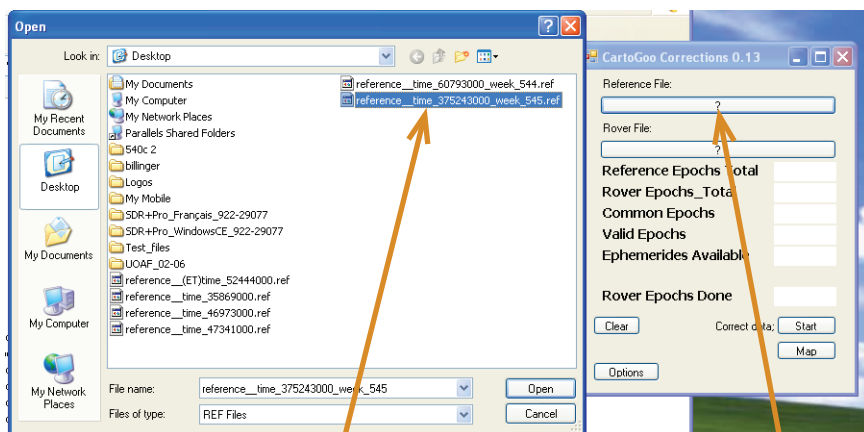 Open
Look in: Desktop
My Recent
Documents
Desktop
My Documents
My Computer
My Network
Places
My Documents
My Computer
My Network Places
Parallels Shared Folders
540c 2
billinger
Logos
My Mobile
SDR+Pro_Français_922-29077
SDR+Pro_WindowsCE_922-29077
Test_files
UOAF_02-06
reference__(ET)time_52444000.ref
reference__time_35869000.ref
reference__time_46973000.ref
reference__time_47341000.ref
reference__time_60793000_week_544.ref
reference__time_375243000_week_545.ref
File name: reference__time_375243000_week_545 Open
Files of type: REF Files Cancel
CartoGoo Corrections 0.13
Reference File:
?
Rover File:
?
Reference Epochs Total
Rover Epochs_Total
Common Epochs
Valid Epochs
Ephemerides Available
Rover Epochs Done
Clear Correct data; Start
Map
Options